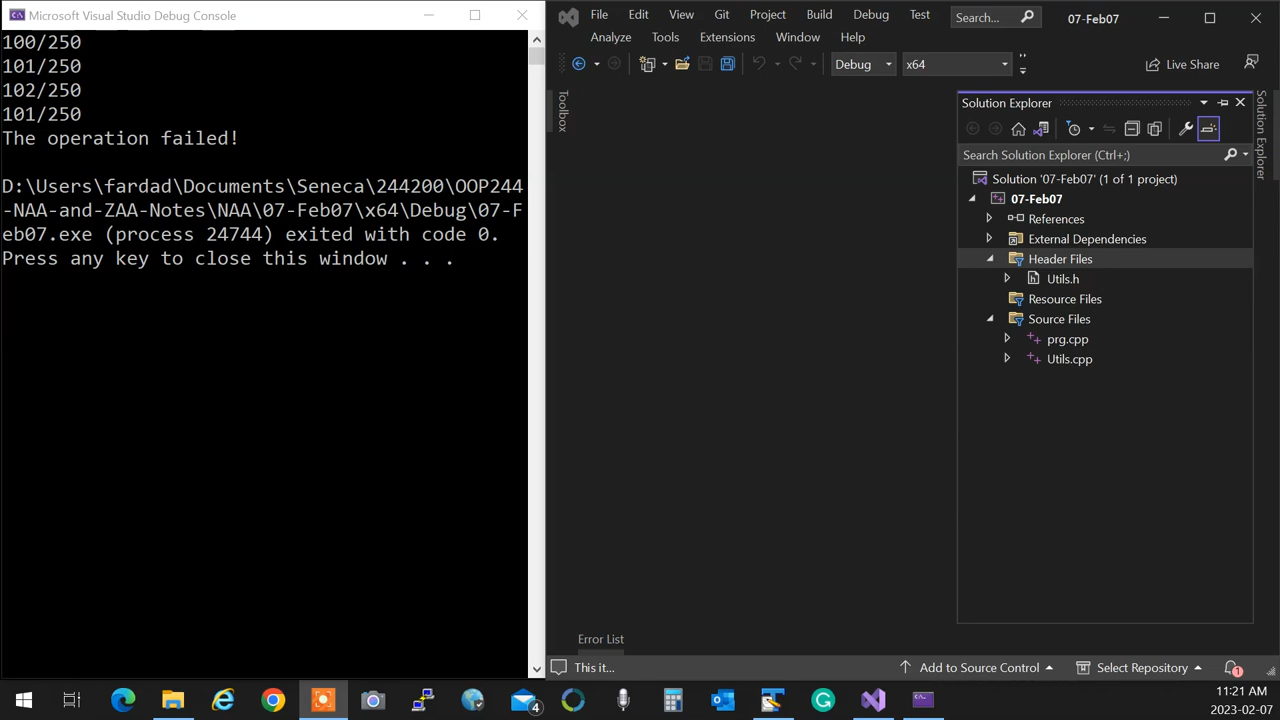 Microsoft Visual Studio Debug Console
100/250
101/250
102/250
101/250
The operation failed!
D:\Users\fardad\Documents\Seneca\244200\OOP244
-NAA-and-ZAA-Notes\NAA\07-Feb07\x64\Debug\07-F
eb07.exe (process 24744) exited with code 0.
Press any key to close this window . . .
File Edit View Git Project Build Debug Test Search... 07-Feb07
Analyze Tools Extensions Window Help
Debug x64 Live Share
Toolbox
Solution Explorer
Search Solution Explorer (Ctrl+;)
Solution '07-Feb07' (1 of 1 project)
07-Feb07
References
External Dependencies
Header Files
Utils.h
Resource Files
Source Files
prg.cpp
Utils.cpp
Solution Explorer
Error List
This it... Add to Source Control Select Repository 1
4
11:21 AM
2023-02-07